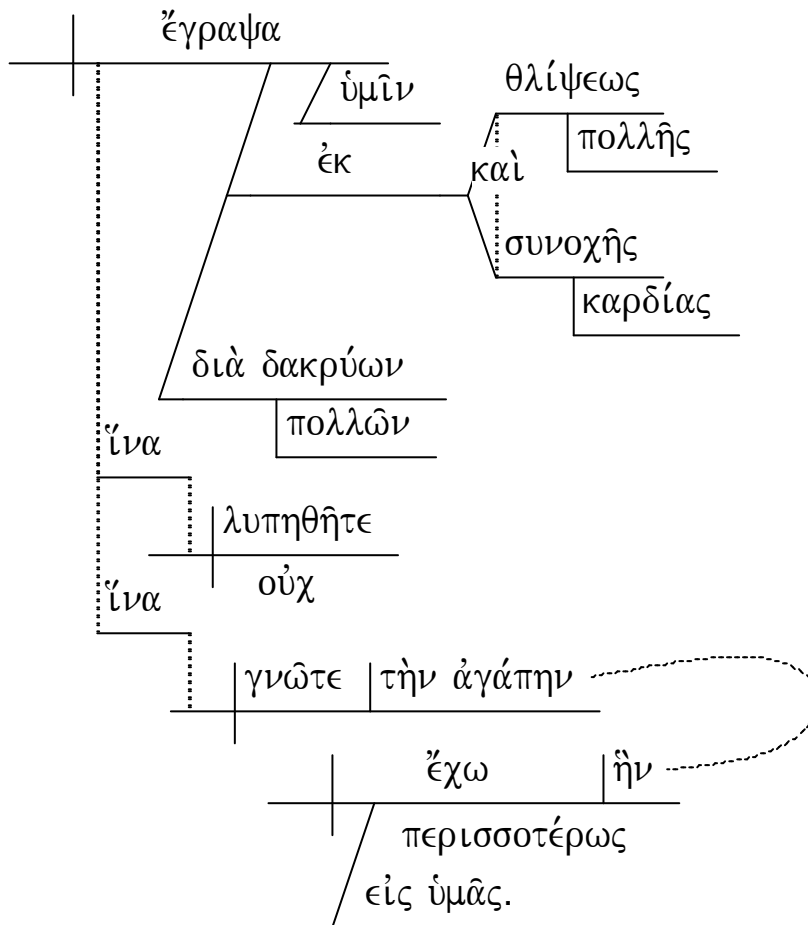 ἔγραψα
ὑμῖν
θλίψεως
πολλῆς
ἐκ
καὶ
συνοχῆς
καρδίας
διὰ δακρύων
πολλῶν
ἵνα
λυπηθῆτε
οὐχ
ἵνα
γνῶτε τὴν ἀγάπην
ἔχω ἣν
περισσοτέρως
εἰς ὑμᾶς.